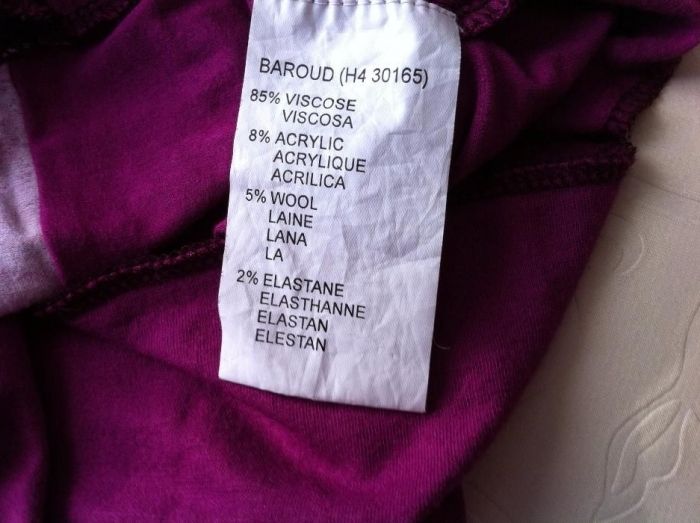 BAROUD (H4 30165)
85% VISCOSE
VISCOSA
8% ACRYLIC
ACRYLIQUE
ACRILICA
5% WOOL
LAINE
LANA
LA
2% ELASTANE
ELASTHANNE
ELASTAN
ELESTAN